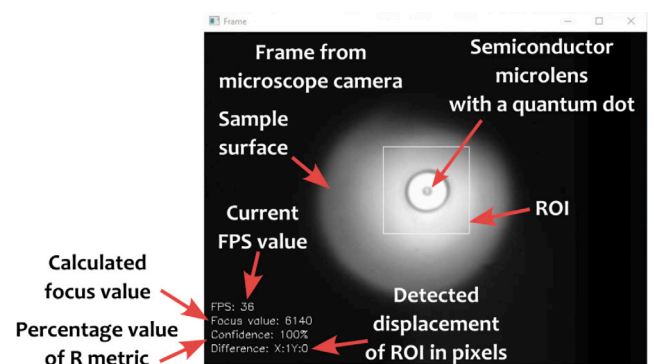 Frame
Frame from
microscope camera
Semiconductor
microlens
with a quantum dot
Sample
surface
ROI
Current
FPS value
Calculated
focus value
Percentage value
of R metric
Detected
displacement
of ROI in pixels
FPS: 36
Focus value: 6140
Confidence: 100%
Difference: X:1Y:0